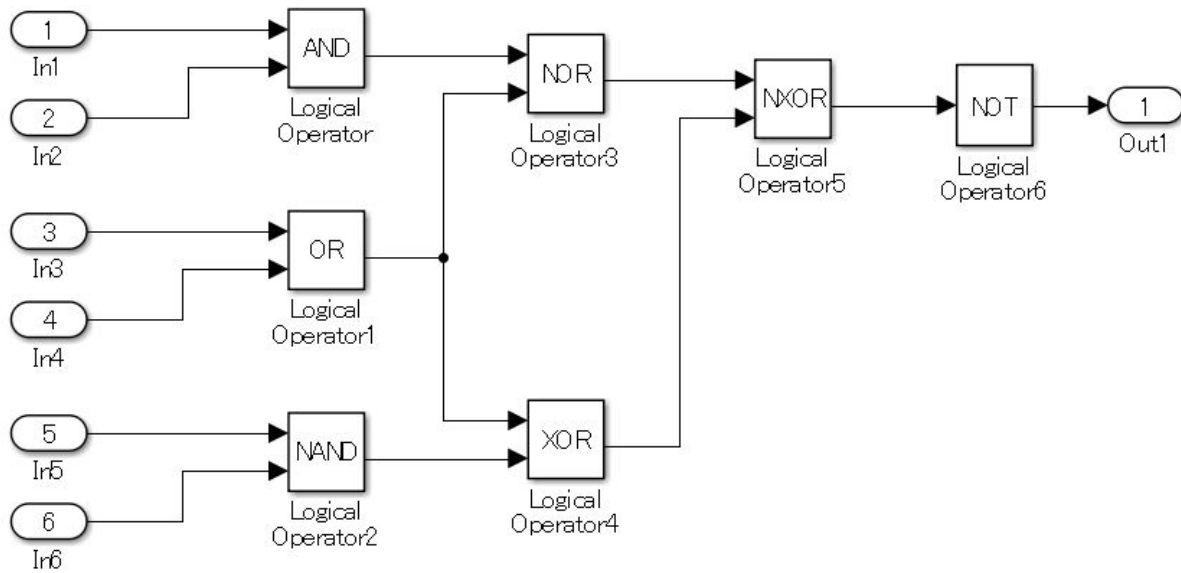 1
In1
2
In2
AND
Logical
Operator
NOR
Logical
Operator3
NXOR
Logical
Operator5
NOT
Logical
Operator6
1
Out1
3
In3
4
In4
OR
Logical
Operator1
5
In5
6
In6
NAND
Logical
Operator2
XOR
Logical
Operator4